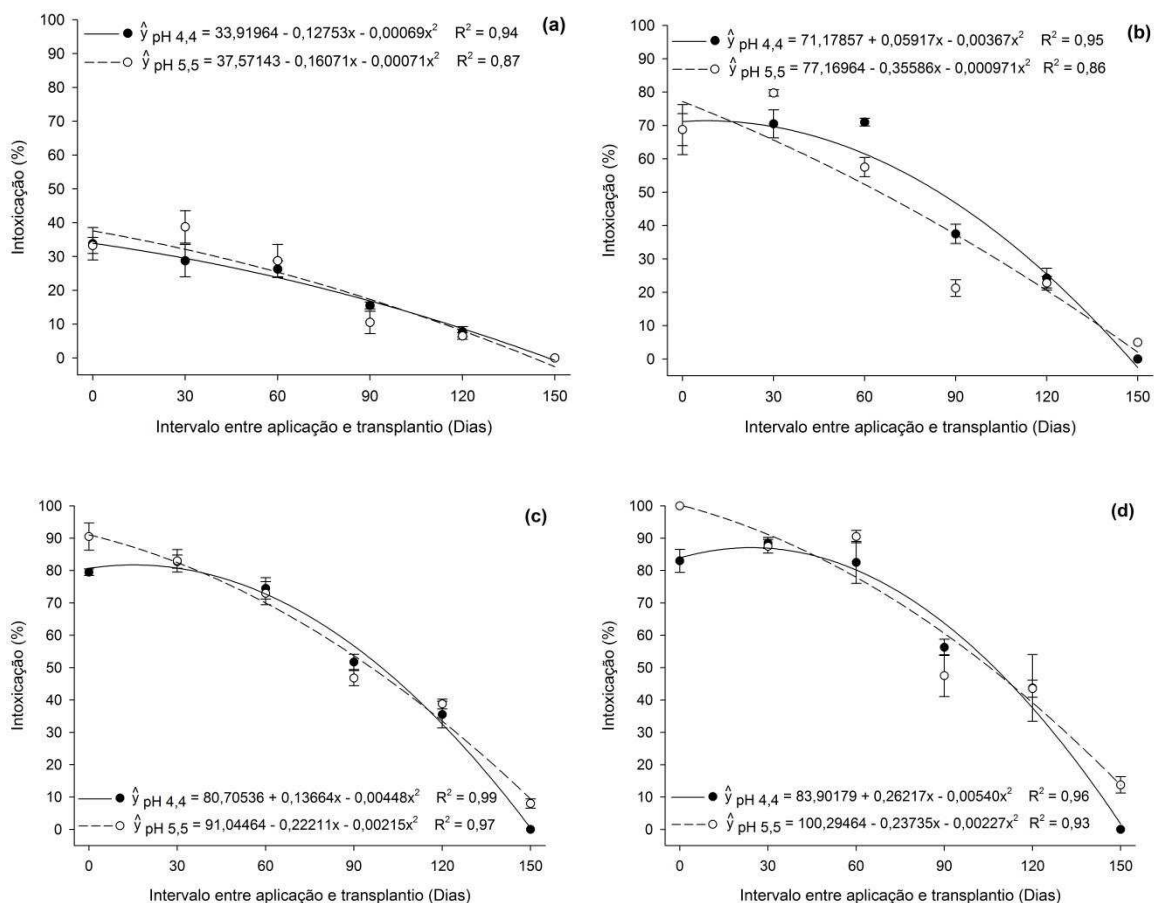 (a)
ŷ pH 4,4 = 33,91964 - 0,12753x - 0,00069x² R² = 0,94
ŷ pH 5,5 = 37,57143 - 0,16071x - 0,00071x² R² = 0,87
100
90
80
70
60
50
40
30
20
10
0
Intoxicação (%)
0 30 60 90 120 150
Intervalo entre aplicação e transplantio (Dias)
(b)
ŷ pH 4,4 = 71,17857 + 0,05917x - 0,00367x² R² = 0,95
ŷ pH 5,5 = 77,16964 - 0,35586x - 0,000971x² R² = 0,86
100
90
80
70
60
50
40
30
20
10
0
Intoxicação (%)
0 30 60 90 120 150
Intervalo entre aplicação e transplantio (Dias)
(c)
100
90
80
70
60
50
40
30
20
10
0
Intoxicação (%)
ŷ pH 4,4 = 80,70536 + 0,13664x - 0,00448x² R² = 0,99
ŷ pH 5,5 = 91,04464 - 0,22211x - 0,00215x² R² = 0,97
0 30 60 90 120 150
Intervalo entre aplicação e transplantio (Dias)
(d)
100
90
80
70
60
50
40
30
20
10
0
Intoxicação (%)
ŷ pH 4,4 = 83,90179 + 0,26217x - 0,00540x² R² = 0,96
ŷ pH 5,5 = 100,29464 - 0,23735x - 0,00227x² R² = 0,93
0 30 60 90 120 150
Intervalo entre aplicação e transplantio (Dias)